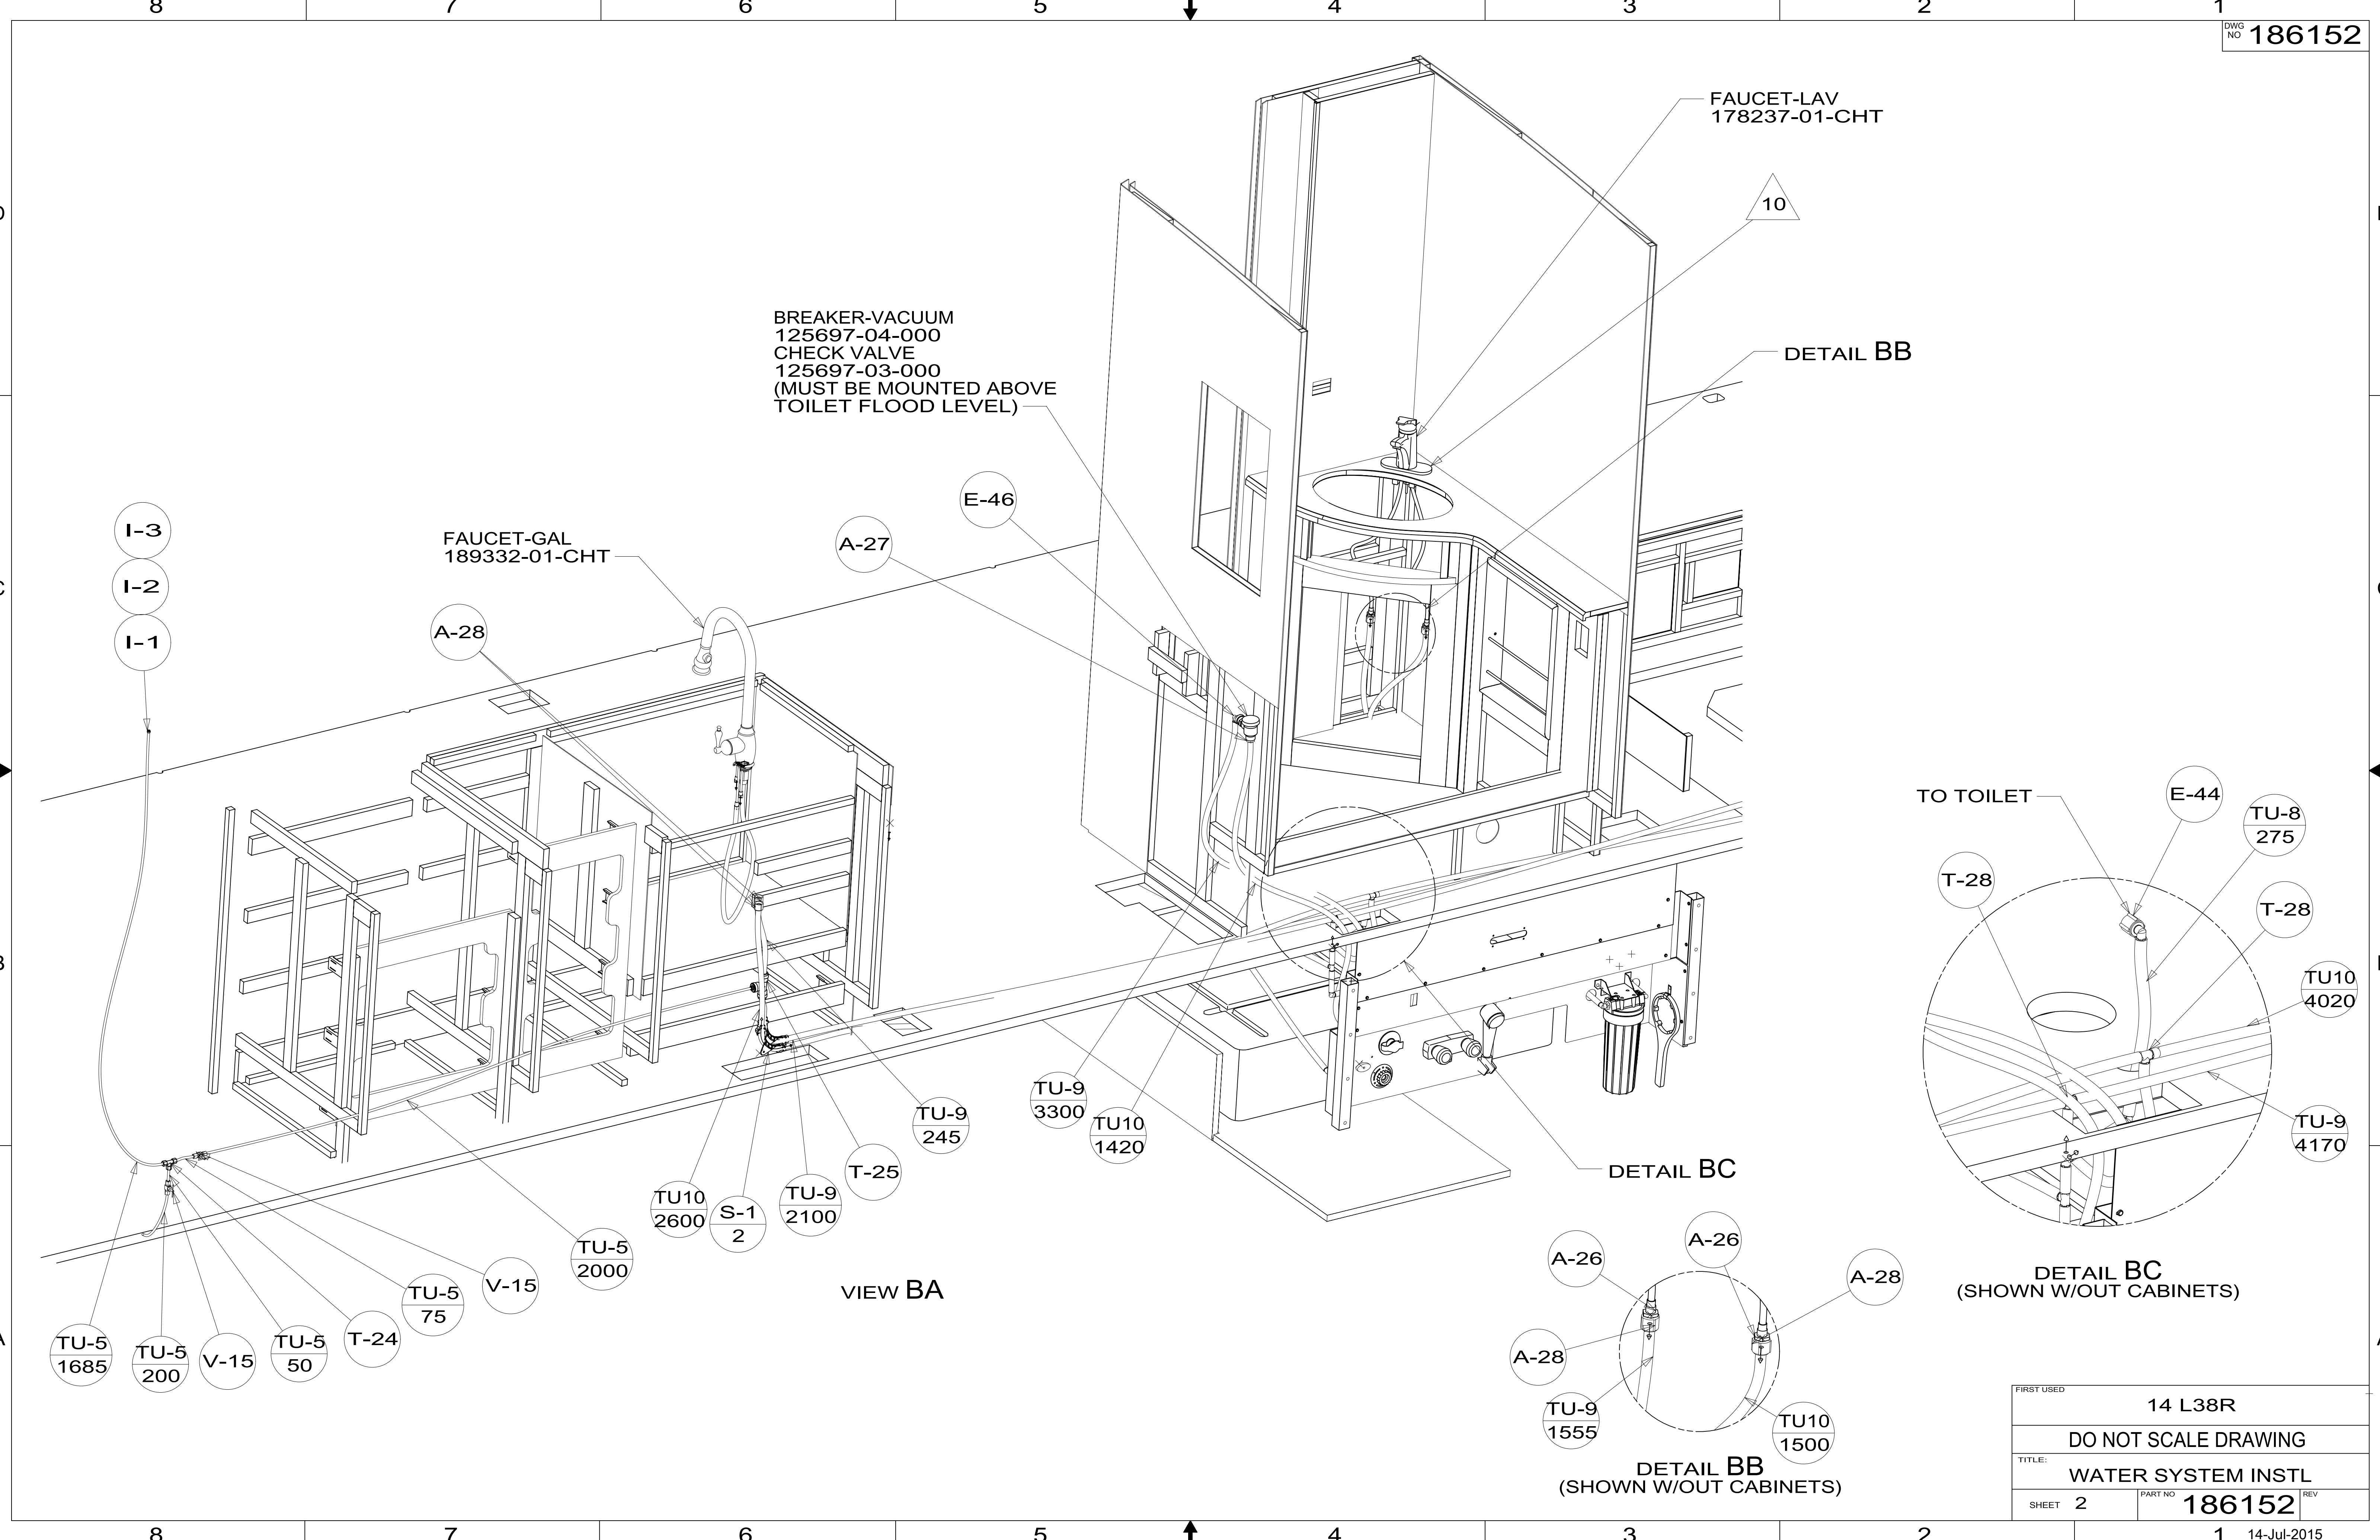 8 7 6 5 4 3 2 1
DWG
NO 186152
FAUCET-LAV
178237-01-CHT
10
BREAKER-VACUUM
125697-04-000
CHECK VALVE
125697-03-000
(MUST BE MOUNTED ABOVE
TOILET FLOOD LEVEL)
DETAIL BB
E-46
A-27
I-3
I-2
I-1
FAUCET-GAL
189332-01-CHT
A-28
C
TO TOILET
E-44
TU-8
275
T-28
T-28
TU10
4020
TU-9
4170
B
TU-9
3300
TU10
1420
TU-9
245
T-25
TU-9
2100
S-1
2
TU10
2600
TU-5
2000
V-15
TU-5
75
T-24
TU-5
50
V-15
TU-5
200
TU-5
1685
VIEW BA
DETAIL BC
DETAIL BC
(SHOWN W/OUT CABINETS)
A-26
A-26
A-28
A-28
TU-9
1555
TU10
1500
DETAIL BB
(SHOWN W/OUT CABINETS)
A
FIRST USED
14 L38R
DO NOT SCALE DRAWING
TITLE:
WATER SYSTEM INSTL
SHEET 2 PART NO 186152 REV
8 7 6 5 4 3 2 1 14-Jul-2015